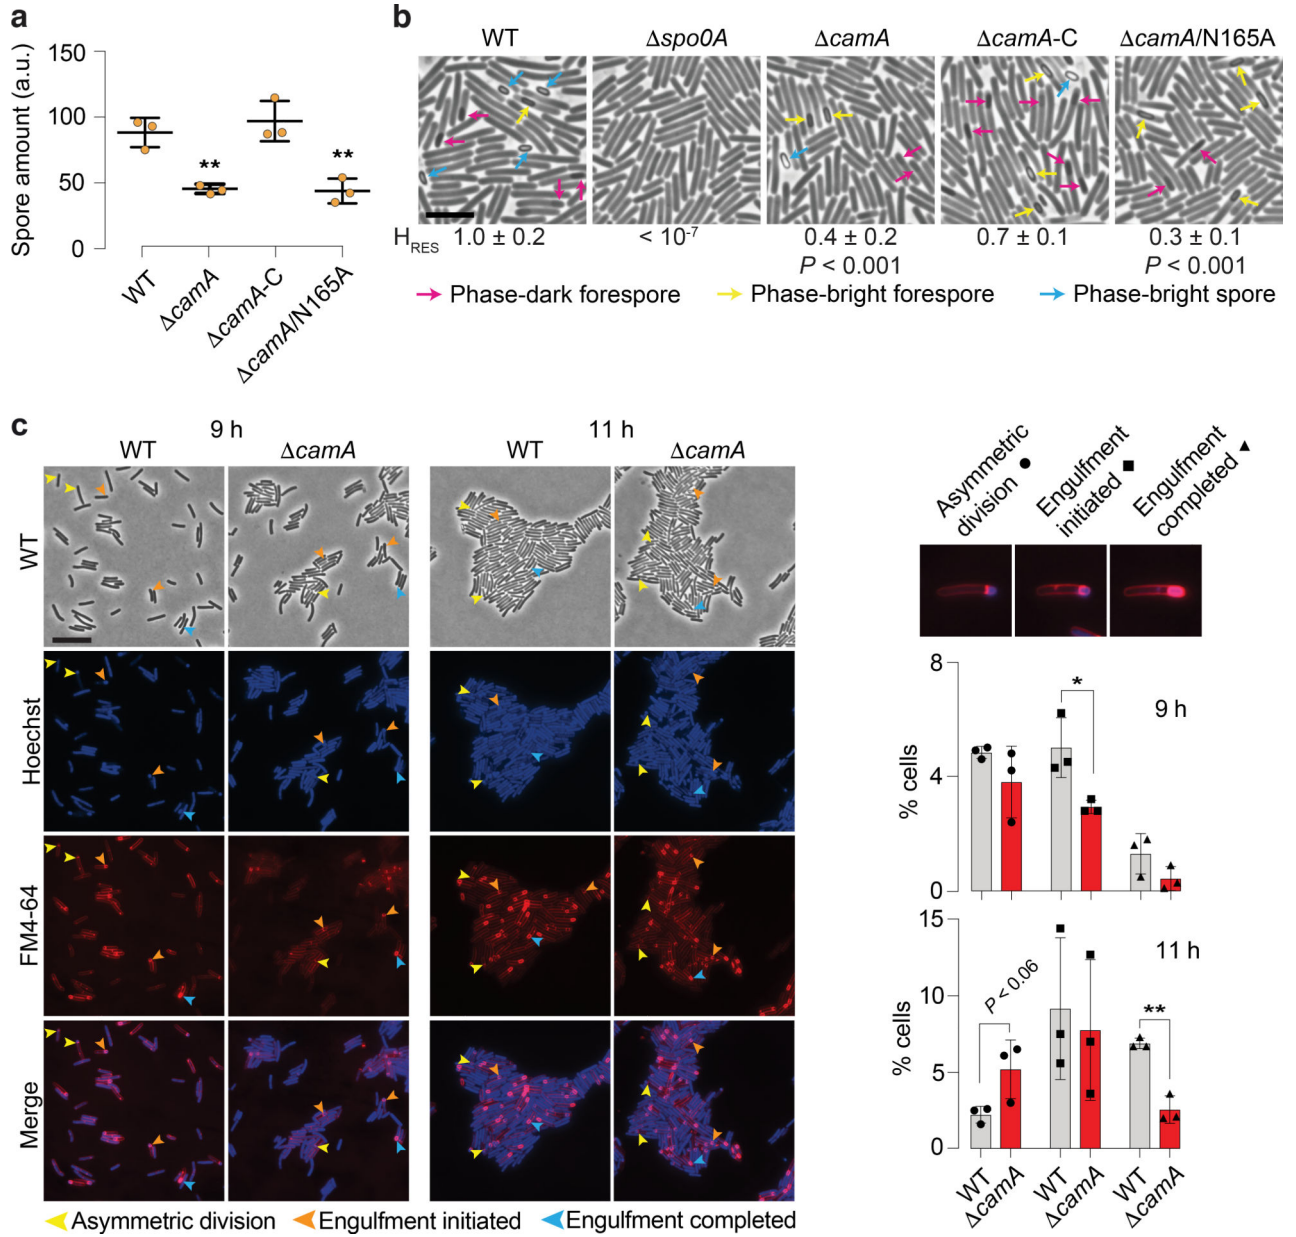 a
Spore amount (a.u.)
150
100
50
0
**
**
WT
ΔcamA
ΔcamA-C
ΔcamA/N165A
b
WT
Δspo0A
ΔcamA
ΔcamA-C
ΔcamA/N165A
H_RES 1.0 ± 0.2 < 10⁻⁷ 0.4 ± 0.2 0.7 ± 0.1 0.3 ± 0.1
P < 0.001 P < 0.001
Phase-dark forespore
Phase-bright forespore
Phase-bright spore
c
9 h
11 h
WT
ΔcamA
WT
ΔcamA
WT
Hoechst
FM4-64
Merge
Asymmetric division
Engulfment initiated
Engulfment completed
Asymmetric
division
Engulfment
initiated
Engulfment
completed
8
4
0
% cells
*
9 h
15
10
5
0
% cells
P < 0.06
**
11 h
WT
ΔcamA
WT
ΔcamA
WT
ΔcamA